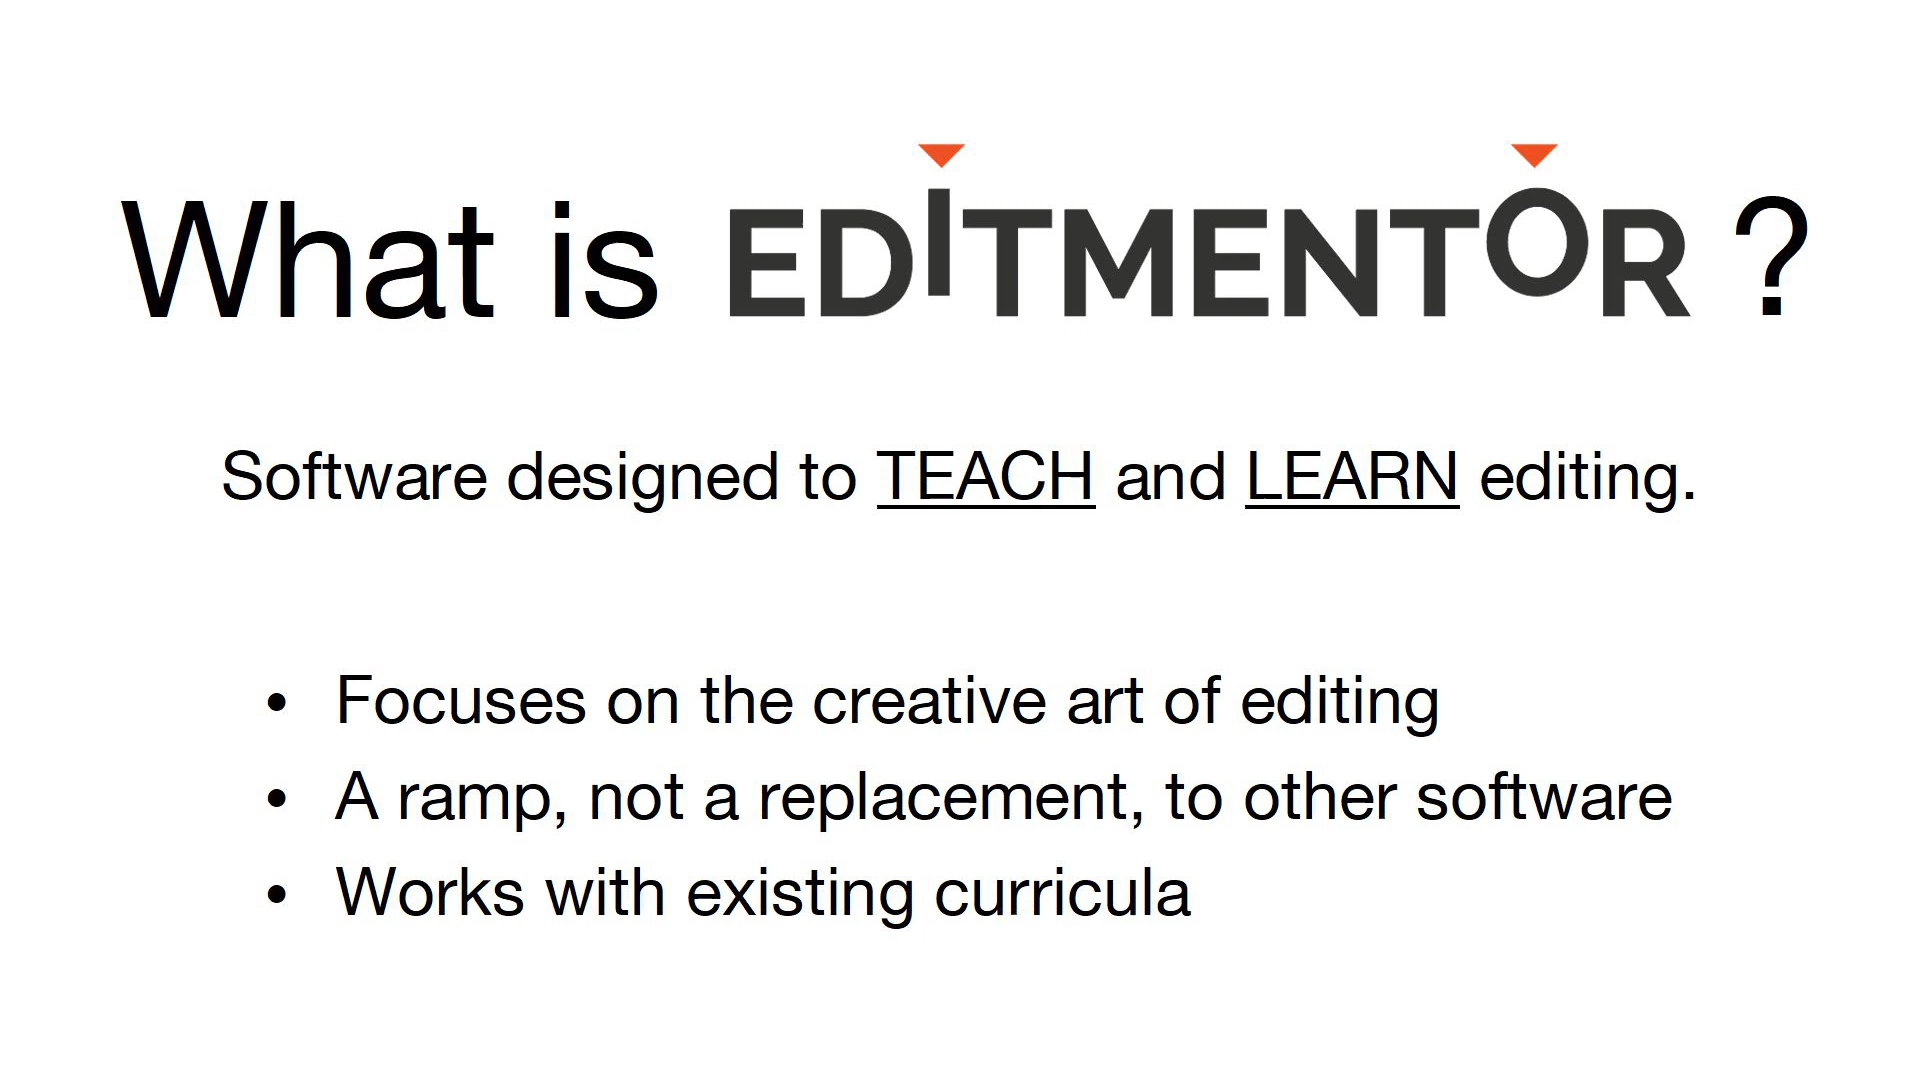 What is EDITMENTOR ?
Software designed to TEACH and LEARN editing.
• Focuses on the creative art of editing
• A ramp, not a replacement, to other software
• Works with existing curricula